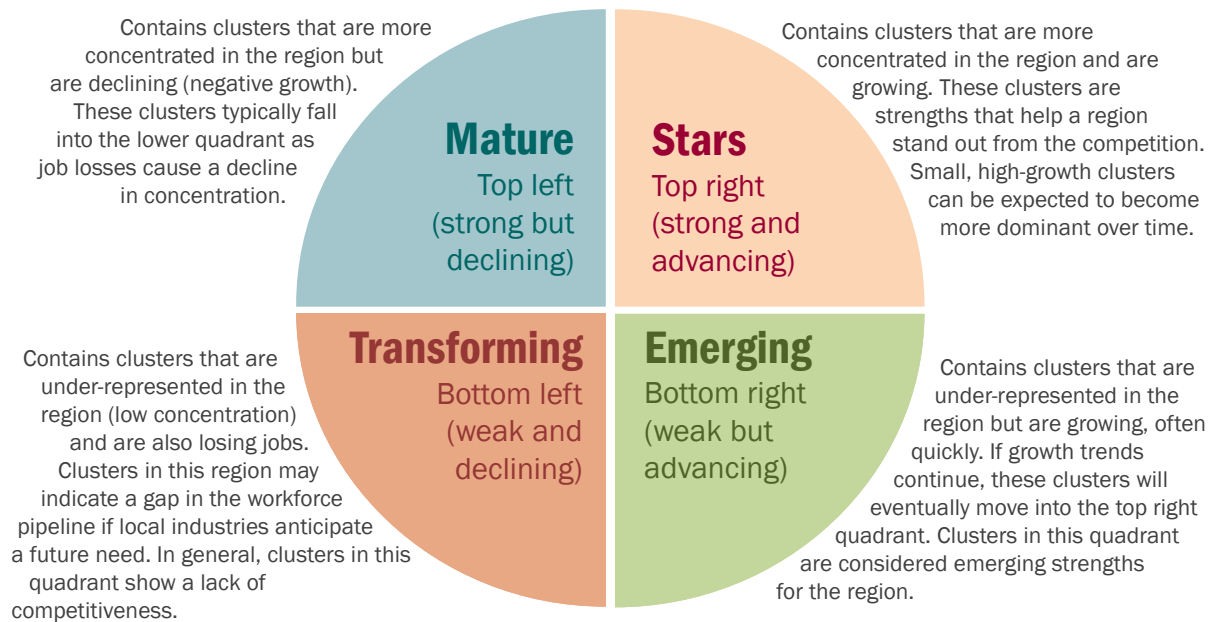 Contains clusters that are more
concentrated in the region but
are declining (negative growth).
These clusters typically fall
into the lower quadrant as
job losses cause a decline
in concentration.
Mature
Top left
(strong but
declining)
Stars
Top right
(strong and
advancing)
Contains clusters that are more
concentrated in the region and are
growing. These clusters are
strengths that help a region
stand out from the competition.
Small, high-growth clusters
can be expected to become
more dominant over time.
Contains clusters that are
under-represented in the
region (low concentration)
and are also losing jobs.
Clusters in this region may
indicate a gap in the workforce
pipeline if local industries anticipate
a future need. In general, clusters in this
quadrant show a lack of
competitiveness.
Transforming
Bottom left
(weak and
declining)
Emerging
Bottom right
(weak but
advancing)
Contains clusters that are
under-represented in the
region but are growing, often
quickly. If growth trends
continue, these clusters will
eventually move into the top right
quadrant. Clusters in this quadrant
are considered emerging strengths
for the region.